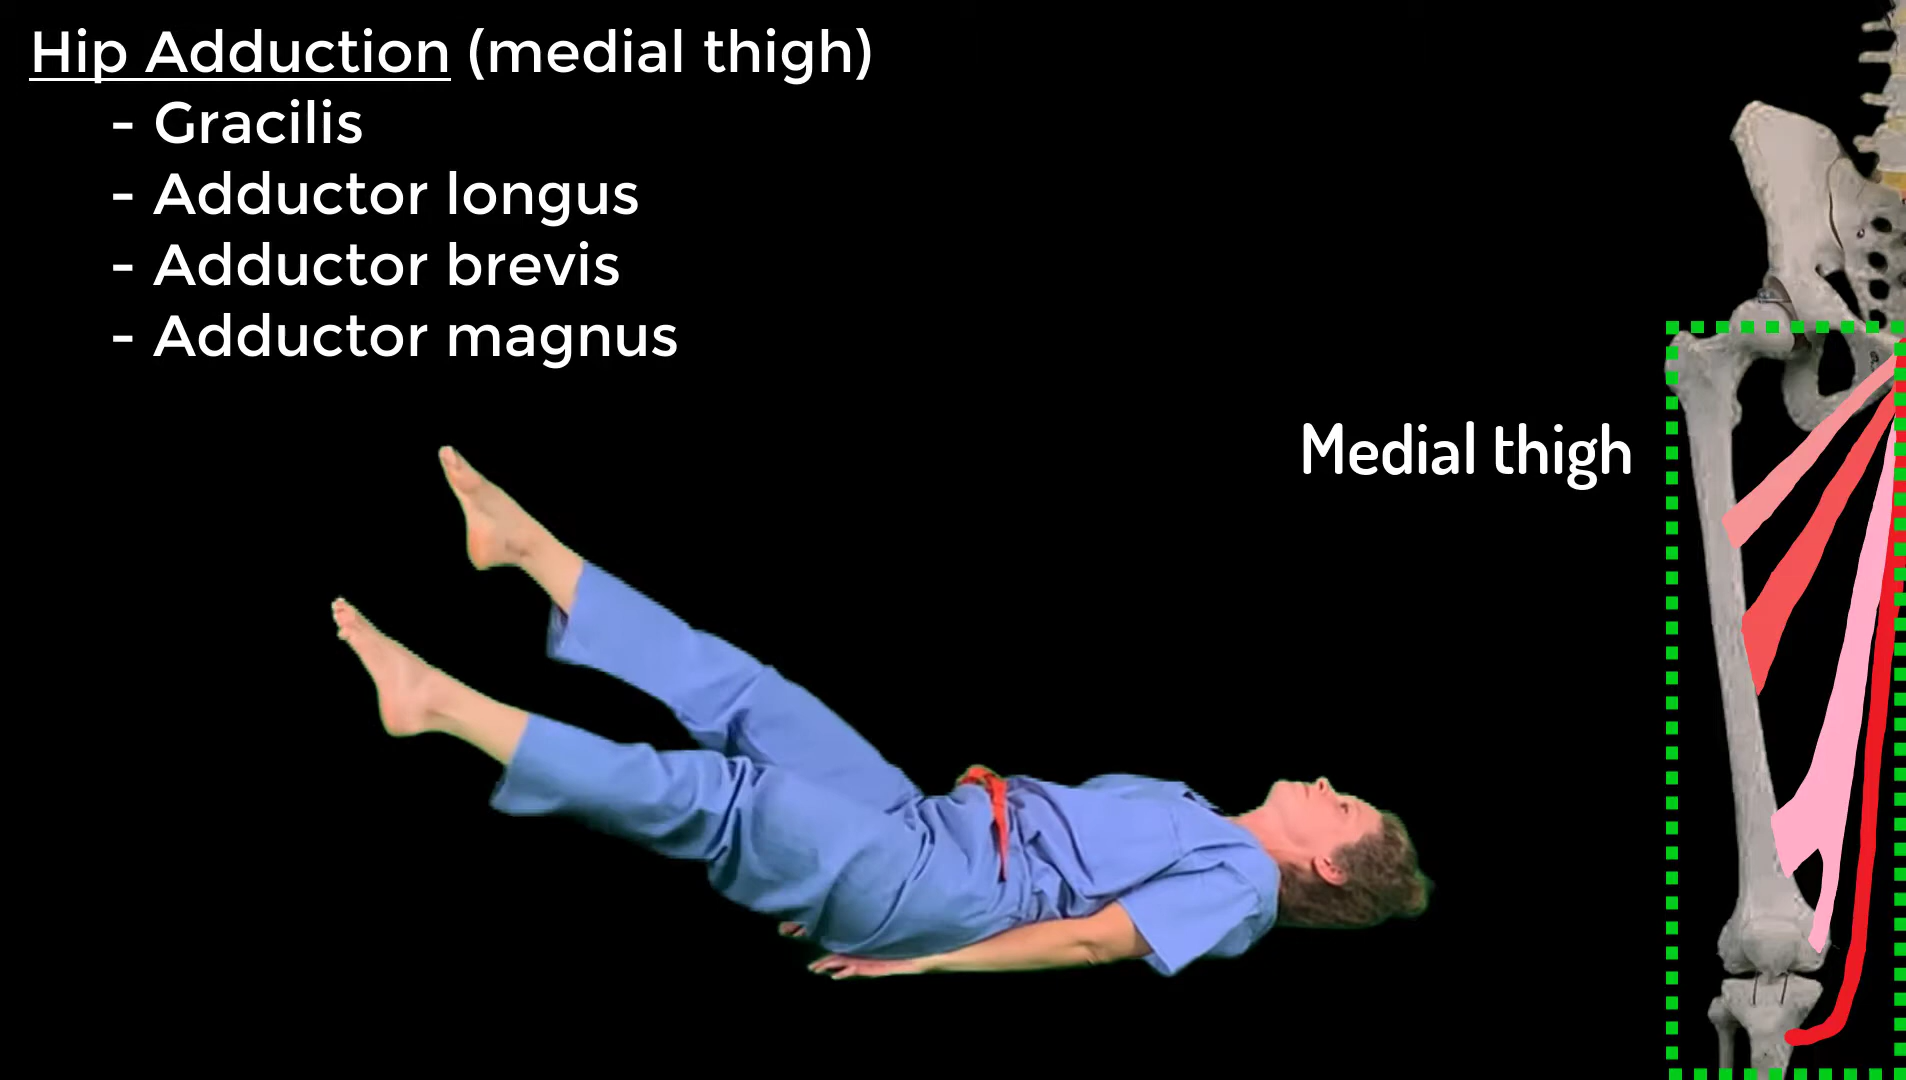 Hip Adduction (medial thigh)
- Gracilis
- Adductor longus
- Adductor brevis
- Adductor magnus
Medial thigh